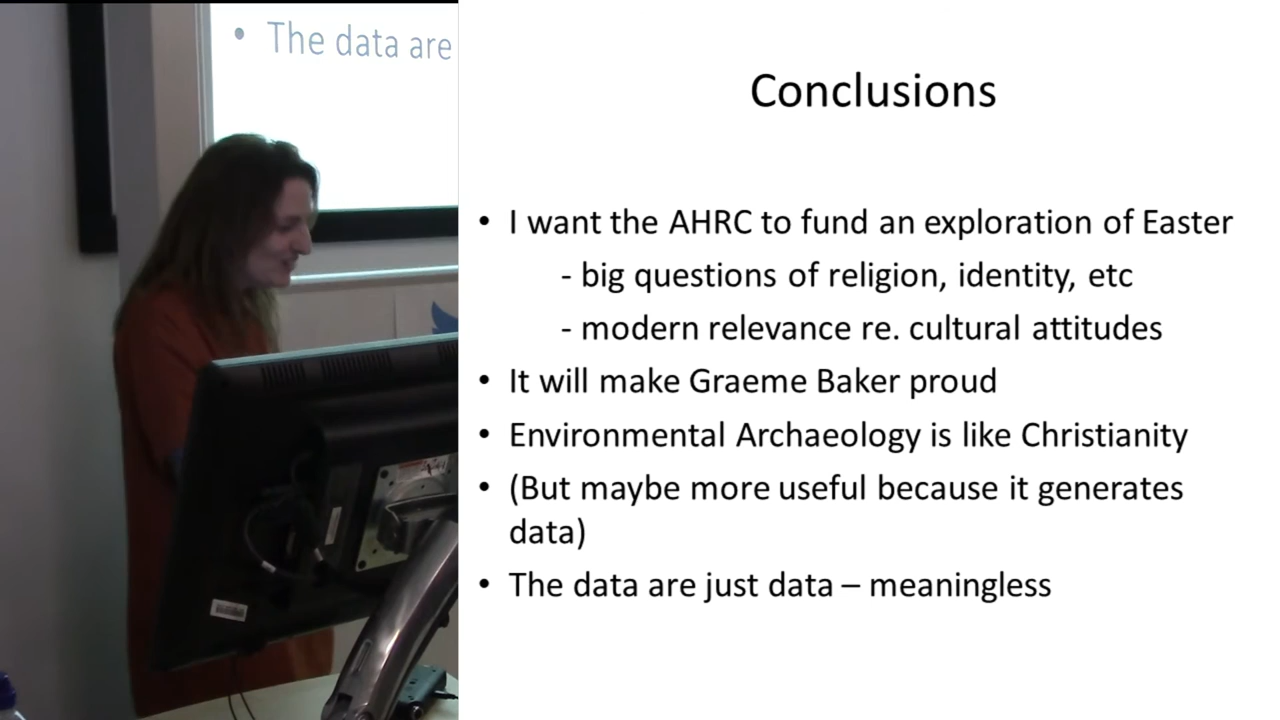 • The data are
Conclusions
• I want the AHRC to fund an exploration of Easter
- big questions of religion, identity, etc
- modern relevance re. cultural attitudes
• It will make Graeme Baker proud
• Environmental Archaeology is like Christianity
• (But maybe more useful because it generates
data)
• The data are just data – meaningless